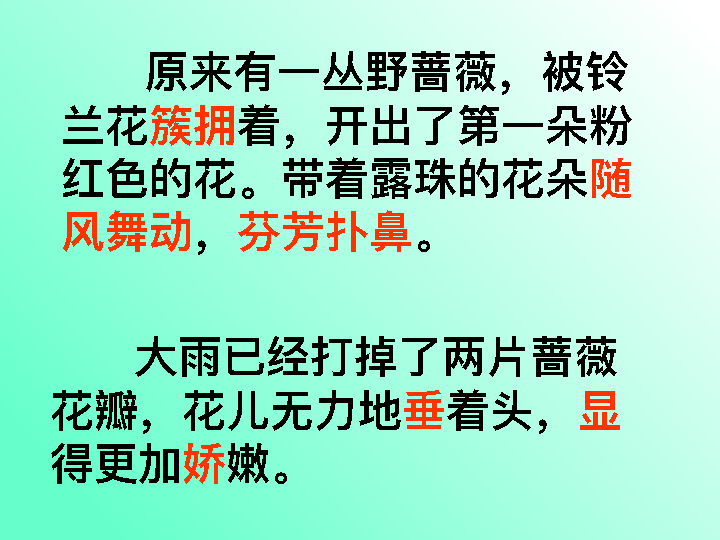 原来有一丛野蔷薇，被铃
兰花簇拥着，开出了第一朵粉
红色的花。带着露珠的花朵随
风舞动，芬芳扑鼻。
大雨已经打掉了两片蔷薇
花瓣，花儿无力地垂着头，显
得更加娇嫩。